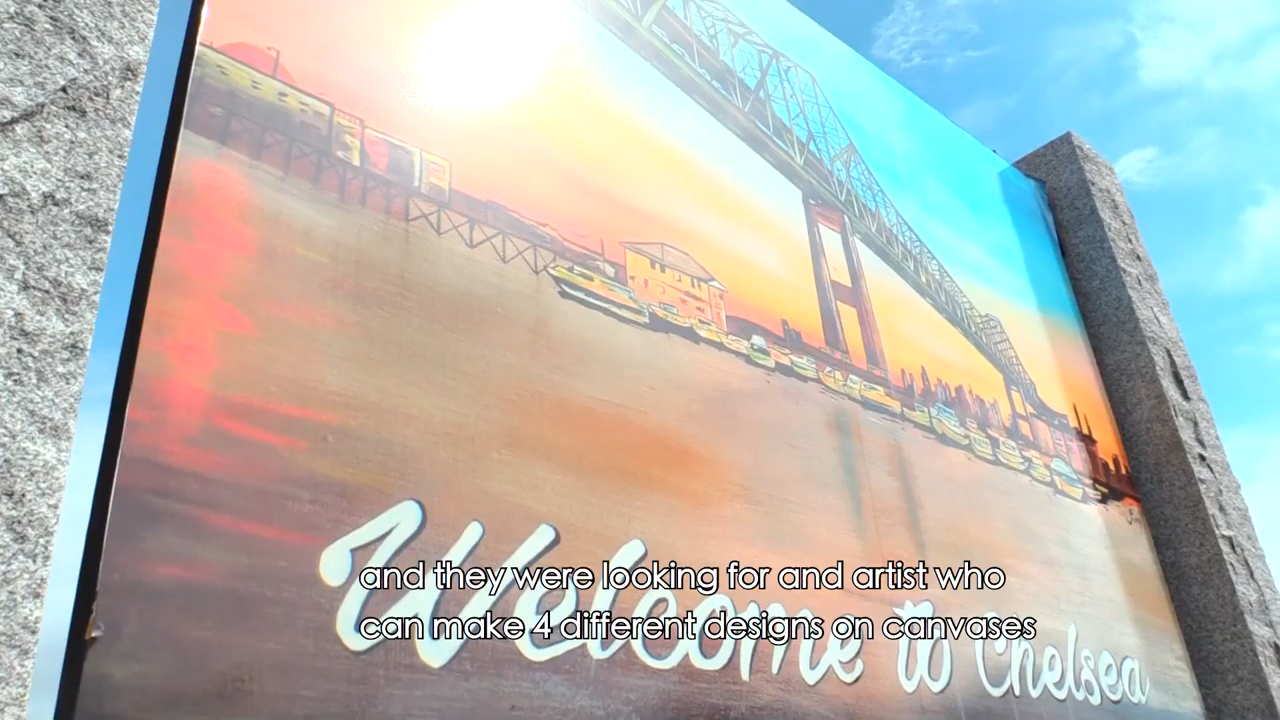 and they were looking for and artist who
can make 4 different designs on canvases
Welcome to Chelsea